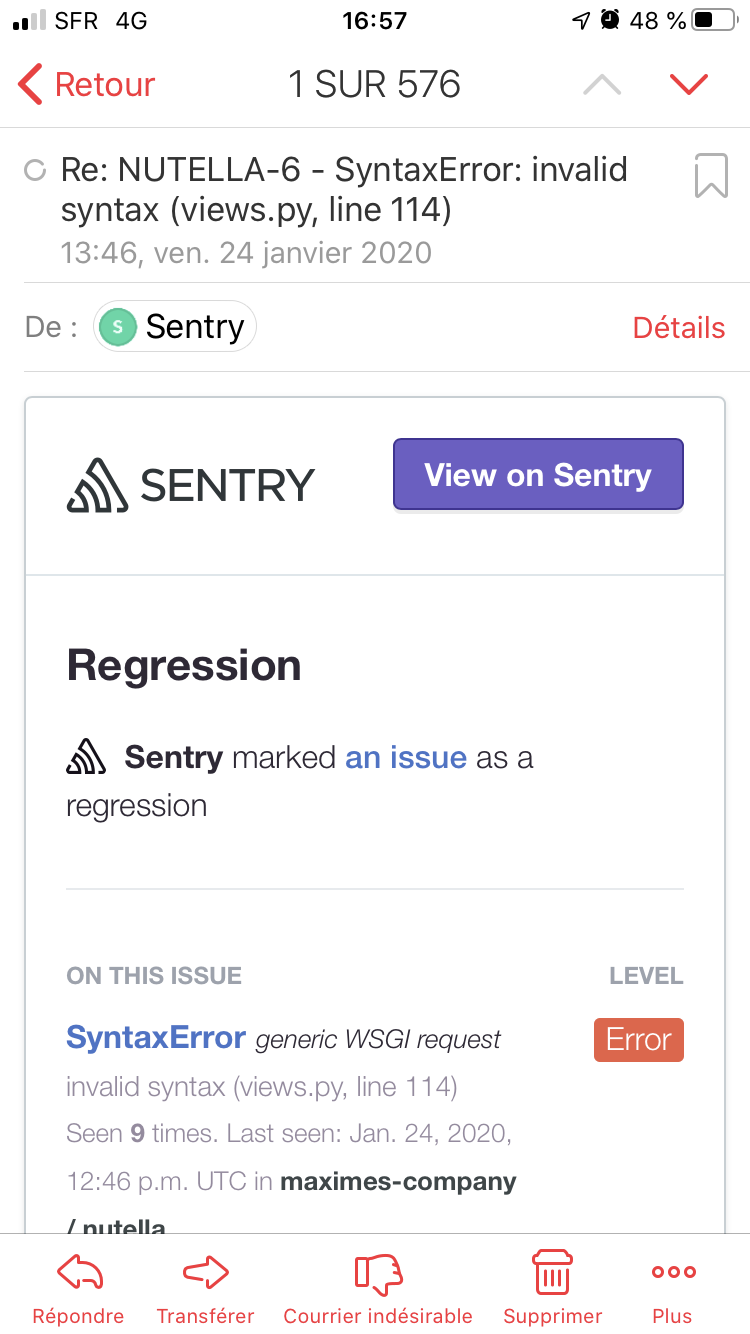 SFR 4G 16:57 48 %
Retour 1 SUR 576
Re: NUTELLA-6 - SyntaxError: invalid
syntax (views.py, line 114)
13:46, ven. 24 janvier 2020
De : S Sentry Détails
SENTRY View on Sentry
Regression
Sentry marked an issue as a
regression
ON THIS ISSUE LEVEL
SyntaxError generic WSGI request Error
invalid syntax (views.py, line 114)
Seen 9 times. Last seen: Jan. 24, 2020,
12:46 p.m. UTC in maximes-company
/ nutella
Répondre Transférer Courrier indésirable Supprimer Plus